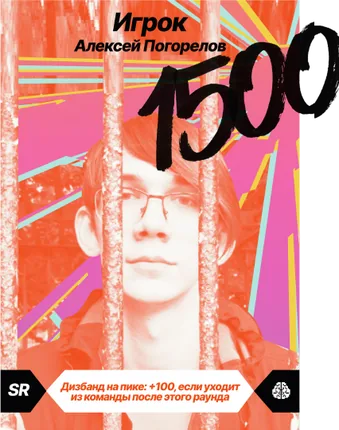 Игрок
Алексей Погорелов
1500
SR
Дизбанд на пике: +100, если уходит
из команды после этого раунда